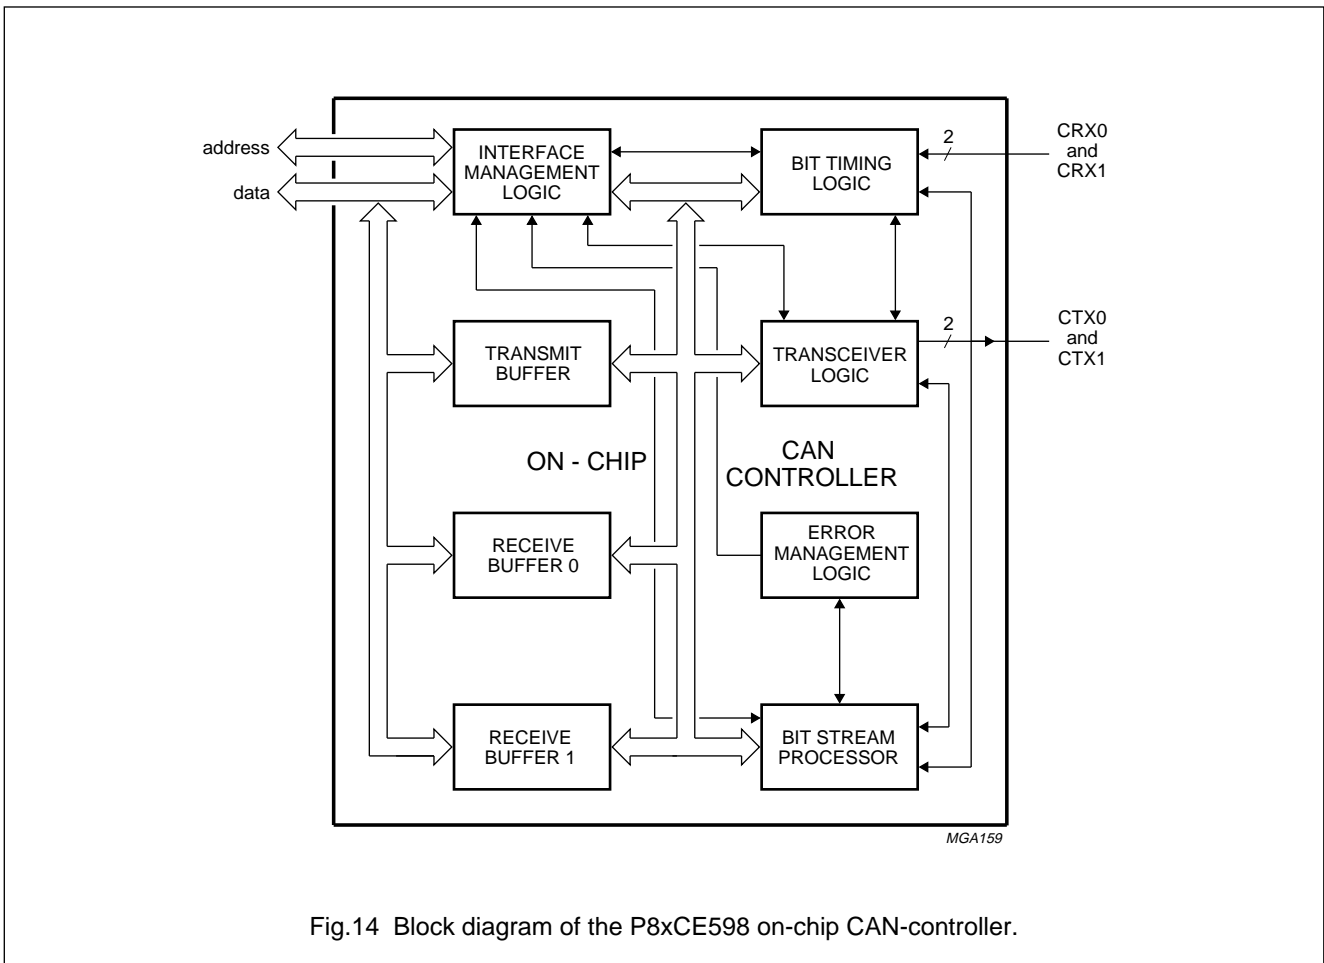 address
data
INTERFACE
MANAGEMENT
LOGIC
BIT TIMING
LOGIC
2
CRX0
and
CRX1
TRANSMIT
BUFFER
TRANSCEIVER
LOGIC
2
CTX0
and
CTX1
ON - CHIP
CAN
CONTROLLER
RECEIVE
BUFFER 0
ERROR
MANAGEMENT
LOGIC
RECEIVE
BUFFER 1
BIT STREAM
PROCESSOR
MGA159
Fig.14 Block diagram of the P8xCE598 on-chip CAN-controller.